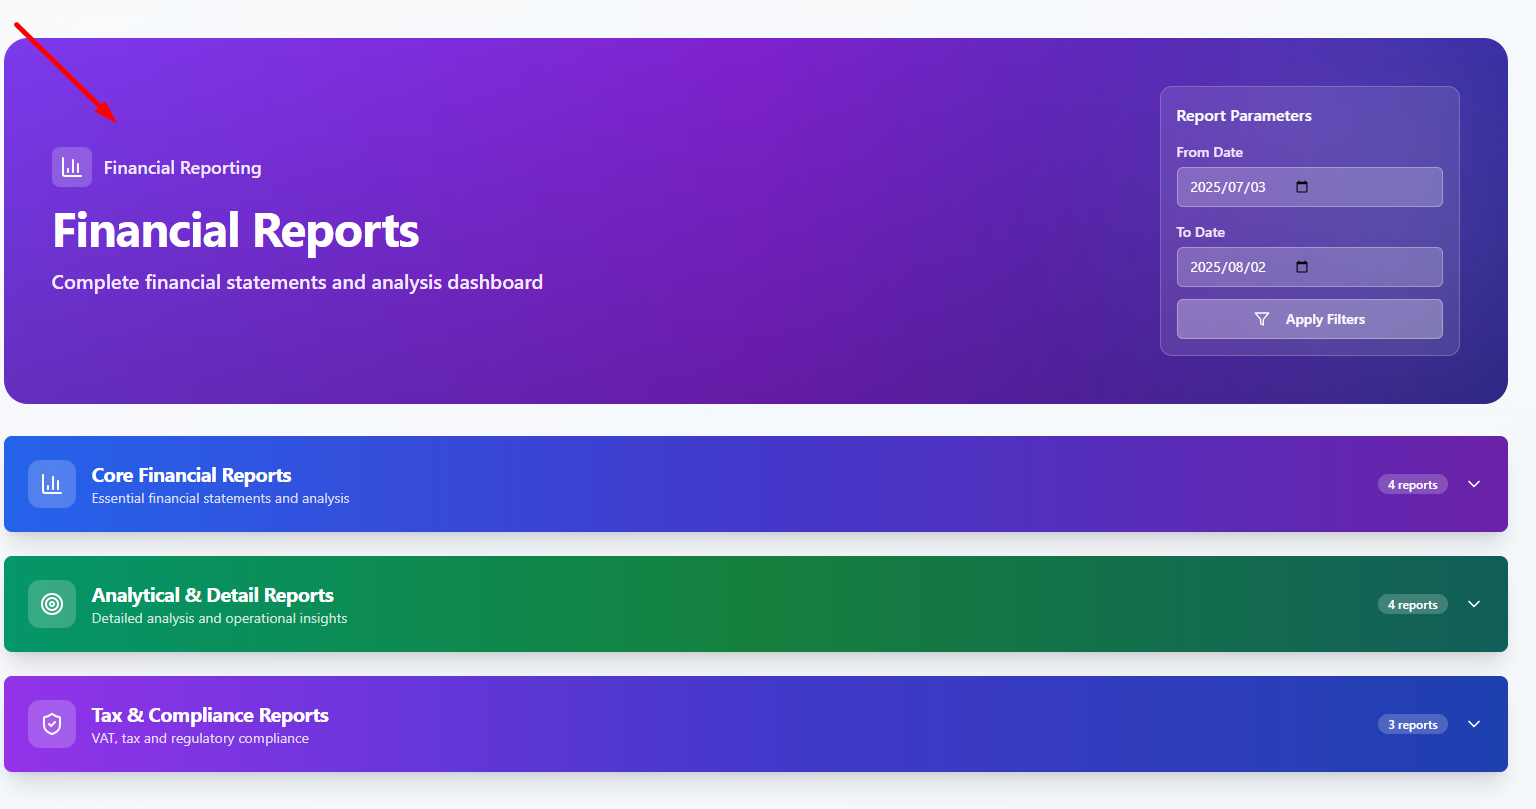 Financial Reporting
Financial Reports
Complete financial statements and analysis dashboard
Report Parameters
From Date
2025/07/03
To Date
2025/08/02
Apply Filters
Core Financial Reports
Essential financial statements and analysis
4 reports
Analytical & Detail Reports
Detailed analysis and operational insights
4 reports
Tax & Compliance Reports
VAT, tax and regulatory compliance
3 reports